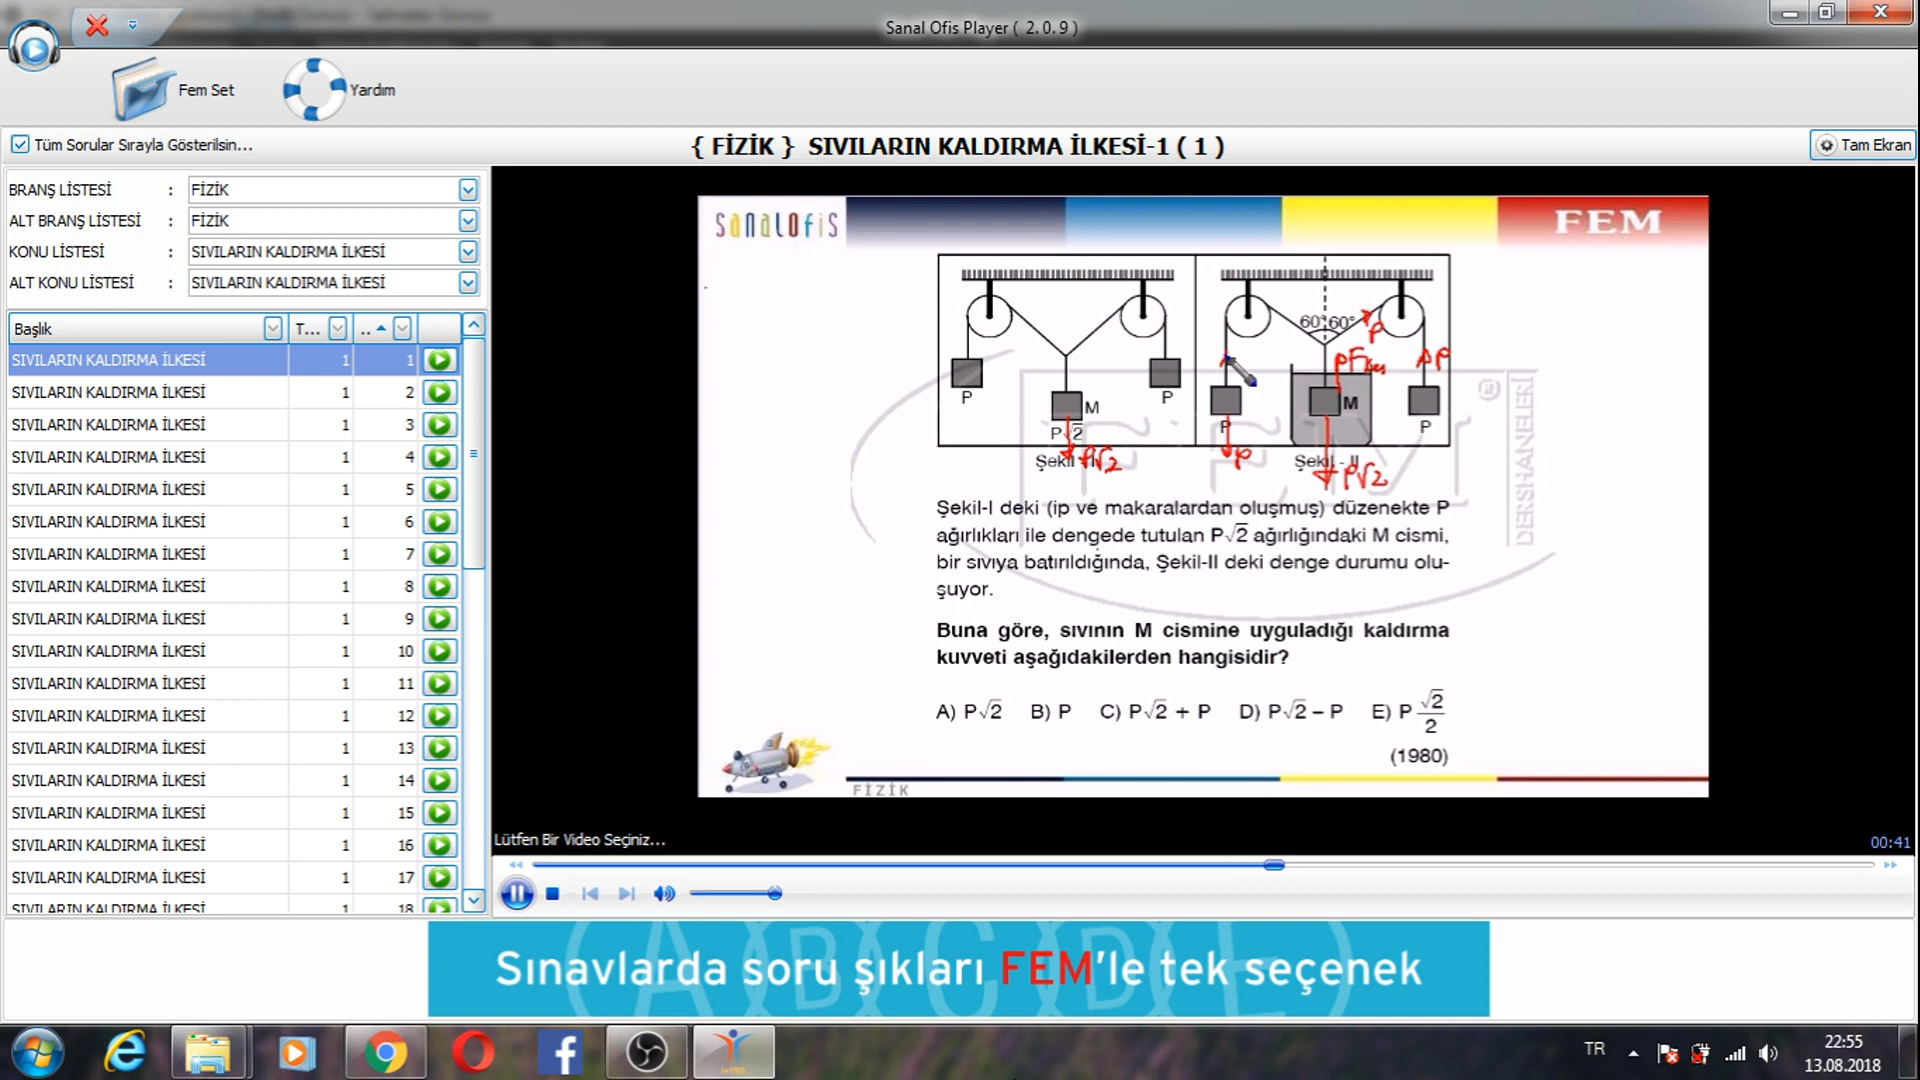 Sanal Ofis Player ( 2.0.9 )
Fem Set
Yardım
Tüm Sorular Sırayla Gösterilsin...
{ FİZİK } SIVILARIN KALDIRMA İLKESİ-1 ( 1 )
Tam Ekran
BRANŞ LİSTESİ : FİZİK
ALT BRANŞ LİSTESİ : FİZİK
KONU LİSTESİ : SIVILARIN KALDIRMA İLKESİ
ALT KONU LİSTESİ : SIVILARIN KALDIRMA İLKESİ
Başlık T... ..
SIVILARIN KALDIRMA İLKESİ 1 1
SIVILARIN KALDIRMA İLKESİ 1 2
SIVILARIN KALDIRMA İLKESİ 1 3
SIVILARIN KALDIRMA İLKESİ 1 4
SIVILARIN KALDIRMA İLKESİ 1 5
SIVILARIN KALDIRMA İLKESİ 1 6
SIVILARIN KALDIRMA İLKESİ 1 7
SIVILARIN KALDIRMA İLKESİ 1 8
SIVILARIN KALDIRMA İLKESİ 1 9
SIVILARIN KALDIRMA İLKESİ 1 10
SIVILARIN KALDIRMA İLKESİ 1 11
SIVILARIN KALDIRMA İLKESİ 1 12
SIVILARIN KALDIRMA İLKESİ 1 13
SIVILARIN KALDIRMA İLKESİ 1 14
SIVILARIN KALDIRMA İLKESİ 1 15
SIVILARIN KALDIRMA İLKESİ 1 16
SIVILARIN KALDIRMA İLKESİ 1 17
SIVILARIN KALDIRMA İLKESİ 1 18
sanalofis
FEM
60° 60°
P
P
P
M
P√2
P√2
P
P
M
P
P
P√2
Şekil - II
FEM
DERSHANELERİ
®
Şekil-I deki (ip ve makaralardan oluşmuş) düzenekte P
ağırlıkları ile dengede tutulan P√2 ağırlığındaki M cismi,
bir sıvıya batırıldığında, Şekil-II deki denge durumu olu-
şuyor.
Buna göre, sıvının M cismine uyguladığı kaldırma
kuvveti aşağıdakilerden hangisidir?
A) P√2 B) P C) P√2 + P D) P√2 – P E) P √2/2
(1980)
FİZİK
Lütfen Bir Video Seçiniz...
00:41
Sınavlarda soru şıkları FEM'le tek seçenek
TR
22:55
13.08.2018